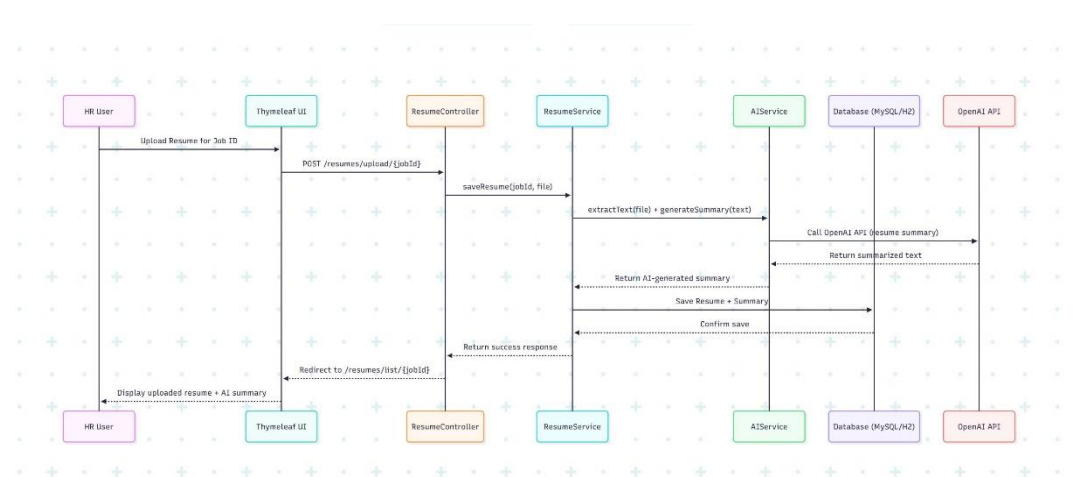 HR User
Thymeleaf UI
ResumeController
ResumeService
AIService
Database (MySQL/H2)
OpenAI API
Upload Resume for Job ID
POST /resumes/upload/{jobId}
saveResume(jobId, file)
extractText(file) + generateSummary(text)
Call OpenAI API (resume summary)
Return summarized text
Return AI-generated summary
Save Resume + Summary
Confirm save
Return success response
Redirect to /resumes/list/{jobId}
Display uploaded resume + AI summary
HR User
Thymeleaf UI
ResumeController
ResumeService
AIService
Database (MySQL/H2)
OpenAI API